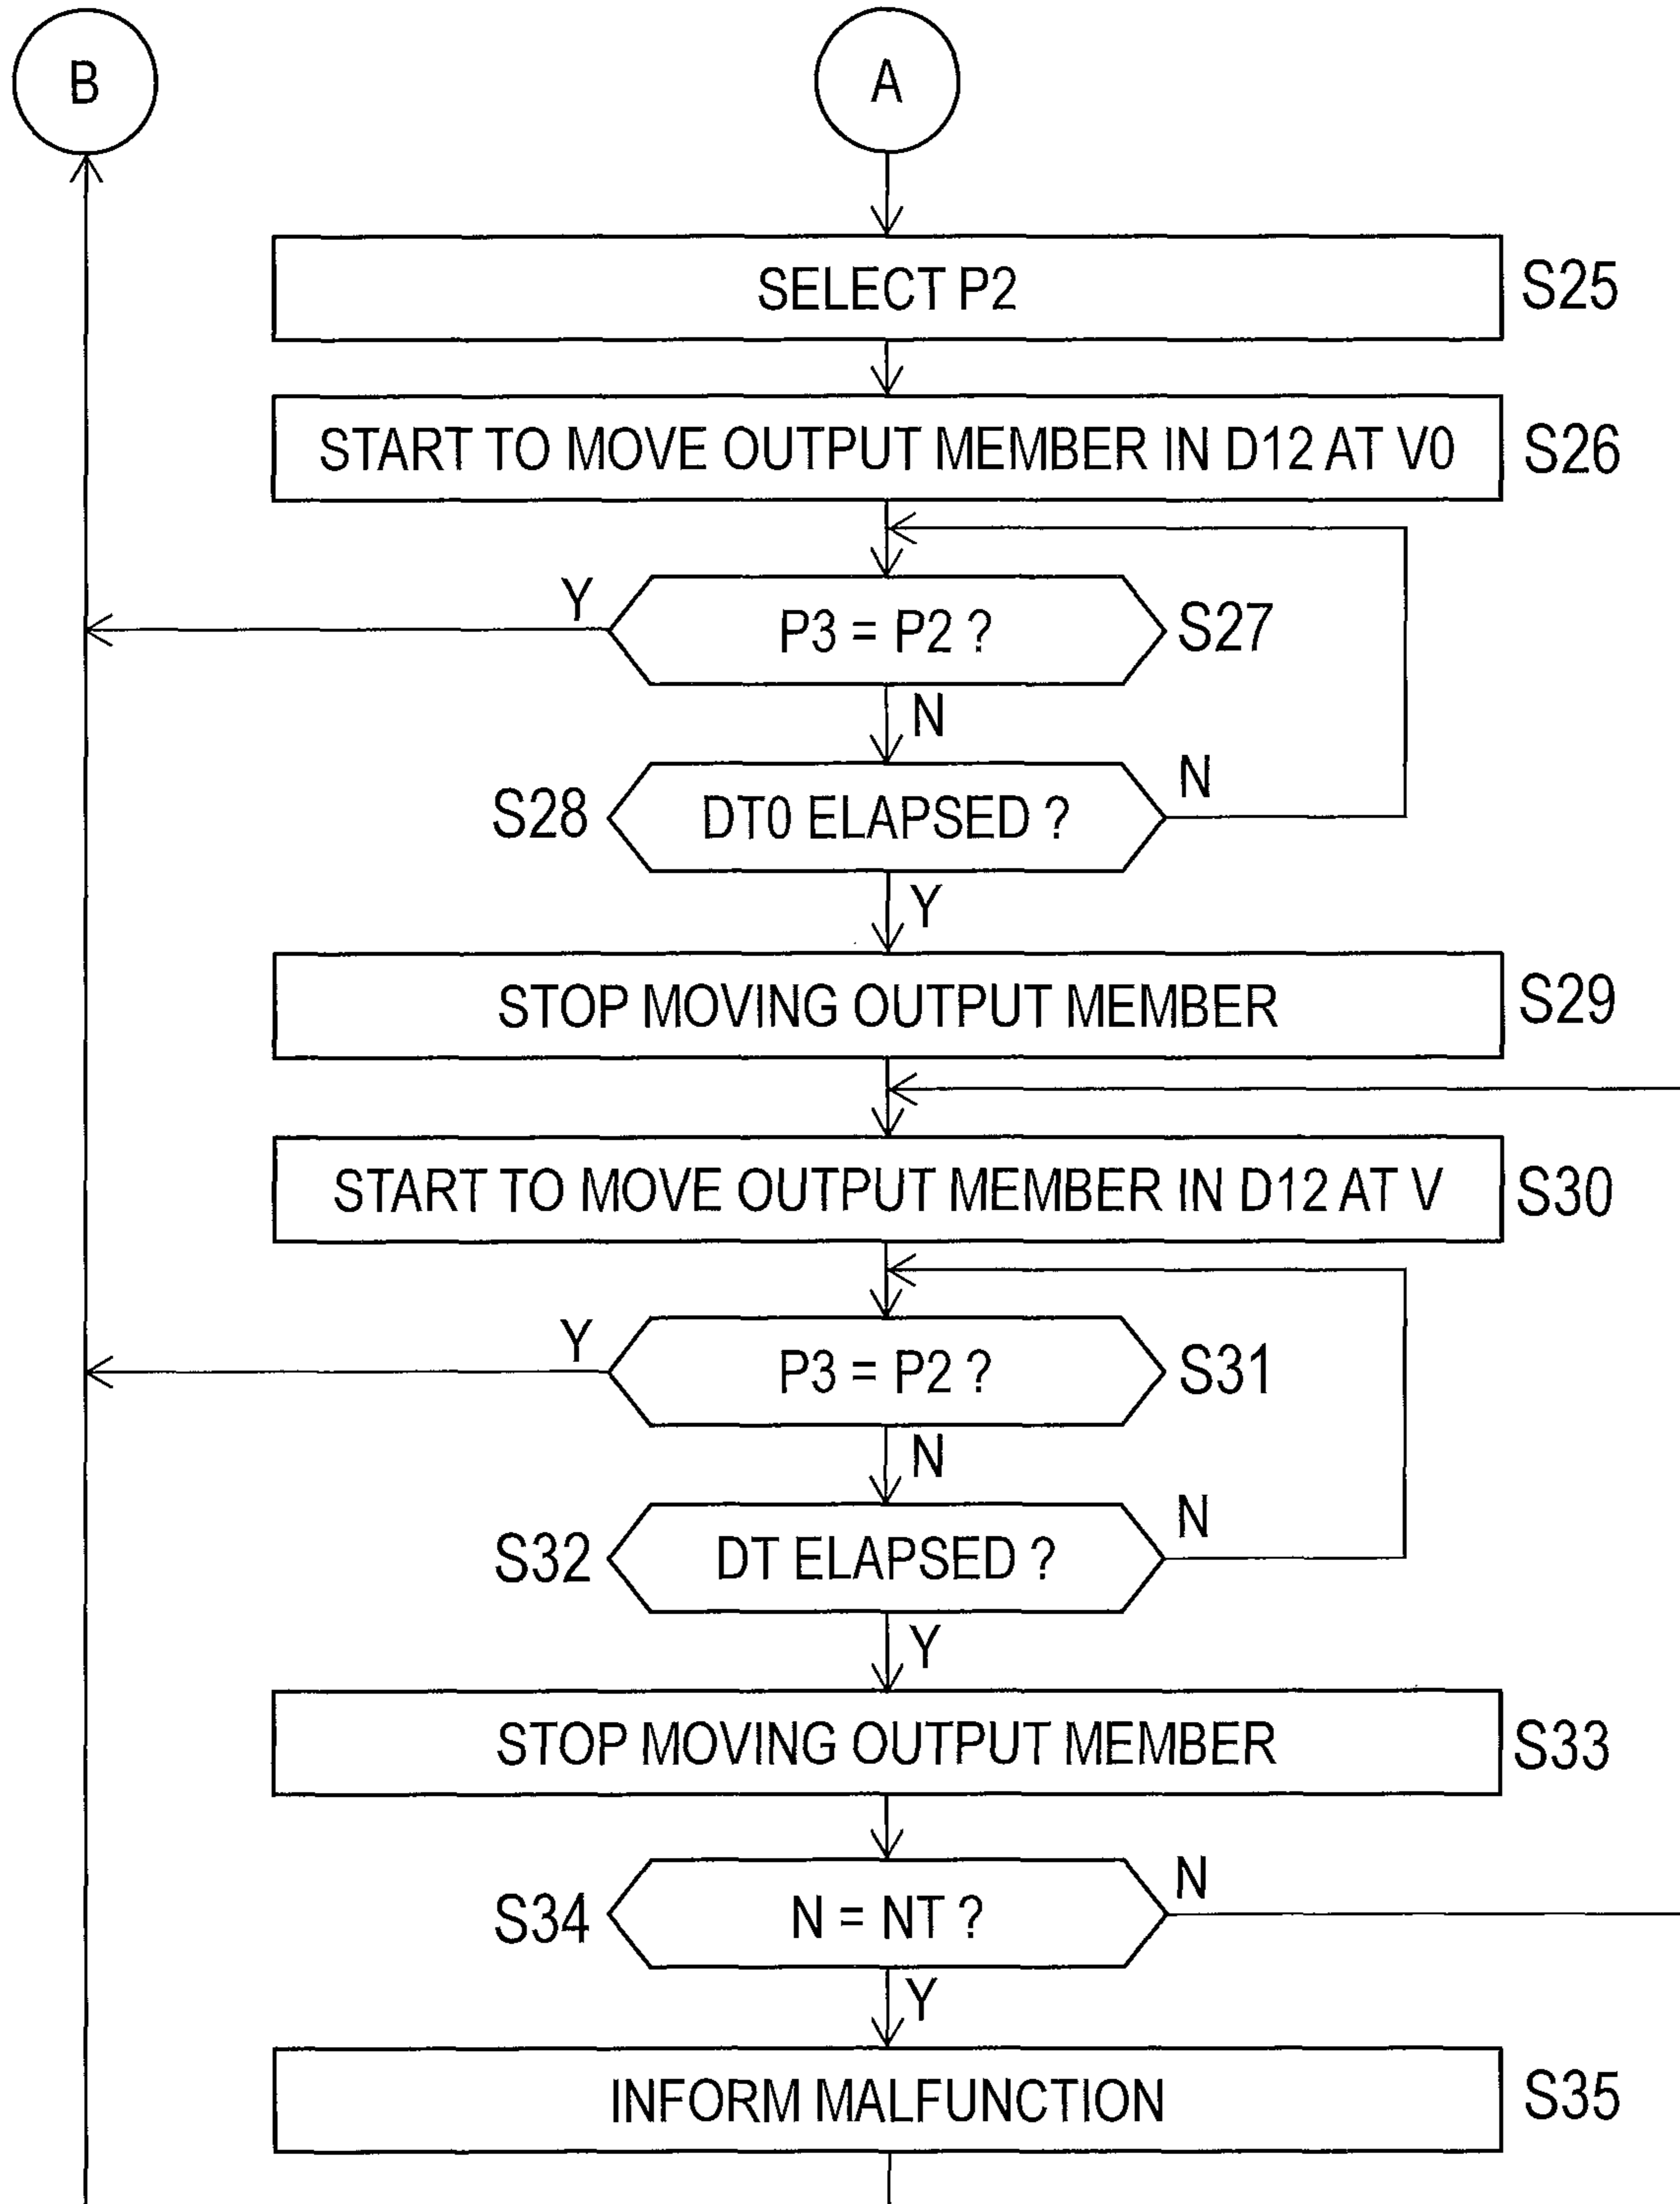 B
A
SELECT P2
S25
START TO MOVE OUTPUT MEMBER IN D12 AT V0
S26
Y
P3 = P2 ?
S27
N
S28
DT0 ELAPSED ?
N
Y
STOP MOVING OUTPUT MEMBER
S29
START TO MOVE OUTPUT MEMBER IN D12 AT V
S30
Y
P3 = P2 ?
S31
N
S32
DT ELAPSED ?
N
Y
STOP MOVING OUTPUT MEMBER
S33
S34
N = NT ?
N
Y
INFORM MALFUNCTION
S35